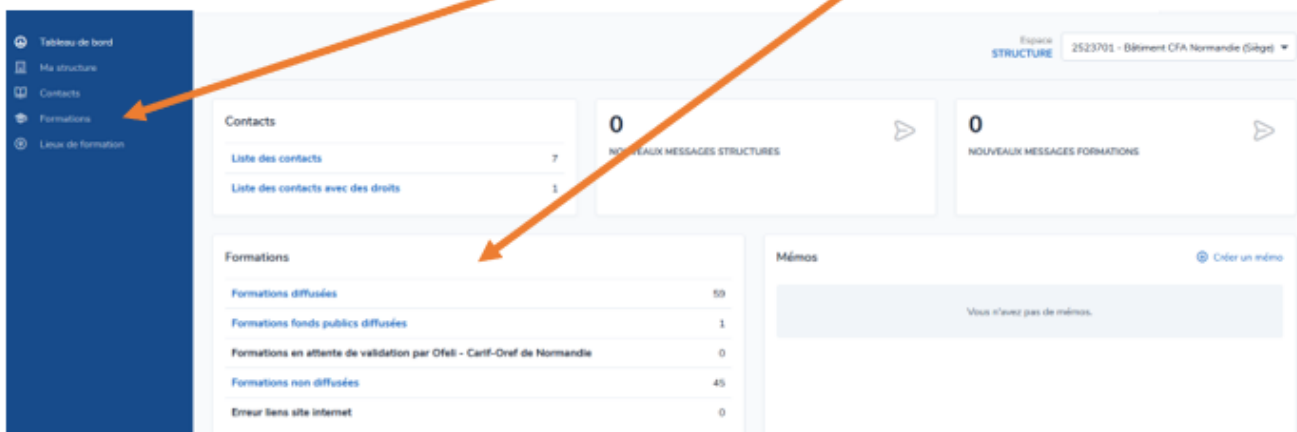 Tableau de bord
Ma structure
Contacts
Formations
Lieux de formation
Espace
STRUCTURE
2523701 - Bâtiment CFA Normandie (Siège)
Contacts
Liste des contacts 7
Liste des contacts avec des droits 1
0
NOUVEAUX MESSAGES STRUCTURES
0
NOUVEAUX MESSAGES FORMATIONS
Formations
Formations diffusées 59
Formations fonds publics diffusées 1
Formations en attente de validation par Ofeli - Carif-Oref de Normandie 0
Formations non diffusées 45
Erreur liens site internet 0
Mémos
Créer un mémo
Vous n'avez pas de mémos.